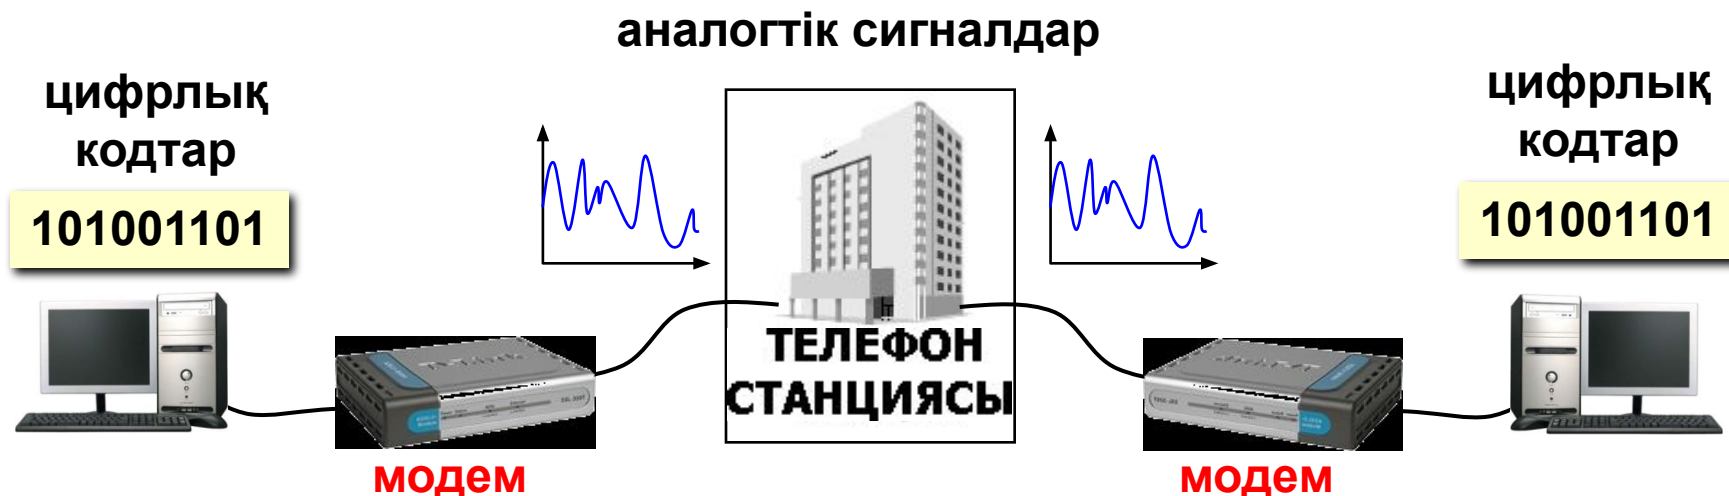 аналогтік сигналдар
цифрлық
кодтар
101001101
цифрлық
кодтар
101001101
ТЕЛЕФОН
СТАНЦИЯСЫ
модем
модем